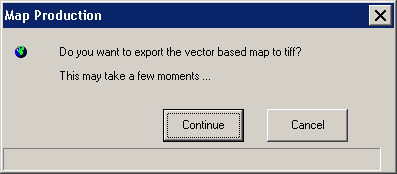 Map Production
Do you want to export the vector based map to tiff?
This may take a few moments ...
Continue Cancel